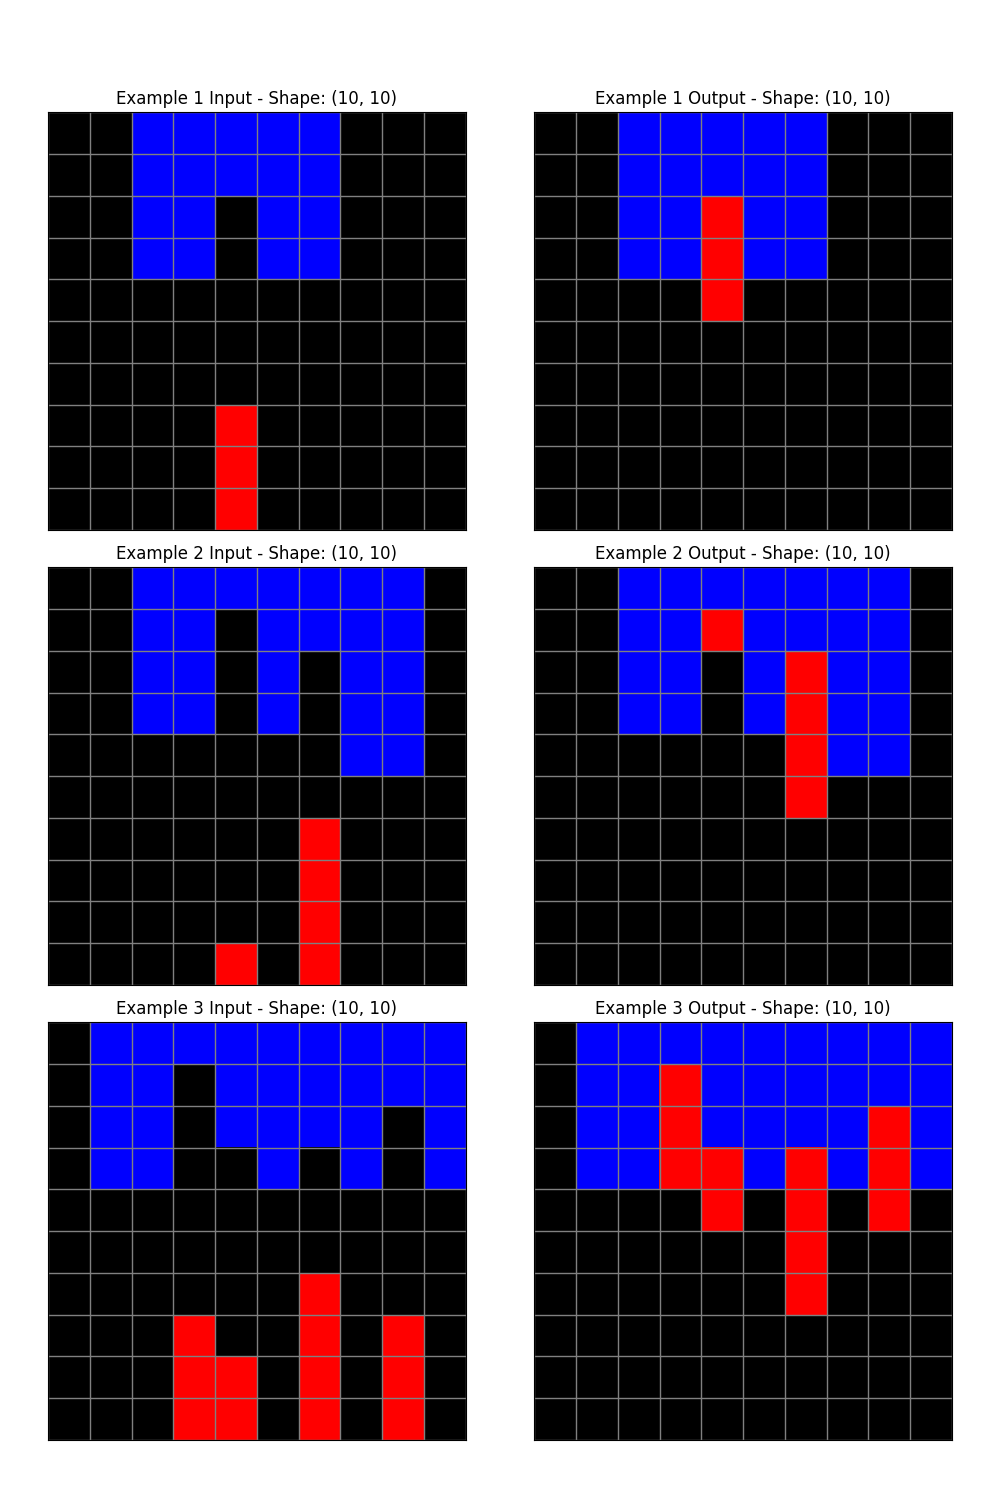 Example 1 Input - Shape: (10, 10)
Example 1 Output - Shape: (10, 10)
Example 2 Input - Shape: (10, 10)
Example 2 Output - Shape: (10, 10)
Example 3 Input - Shape: (10, 10)
Example 3 Output - Shape: (10, 10)